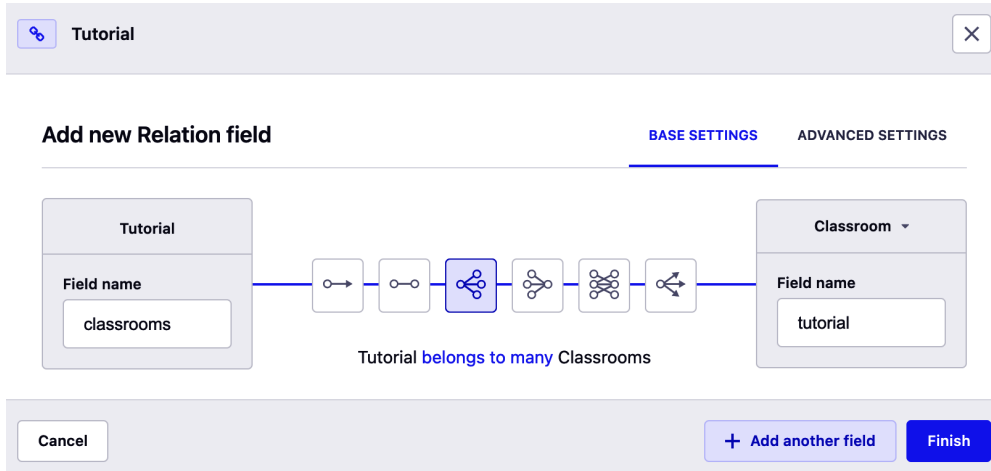 Tutorial
Add new Relation field
BASE SETTINGS
ADVANCED SETTINGS
Tutorial
Field name
classrooms
Classroom
Field name
tutorial
Tutorial belongs to many Classrooms
Cancel
Add another field
Finish